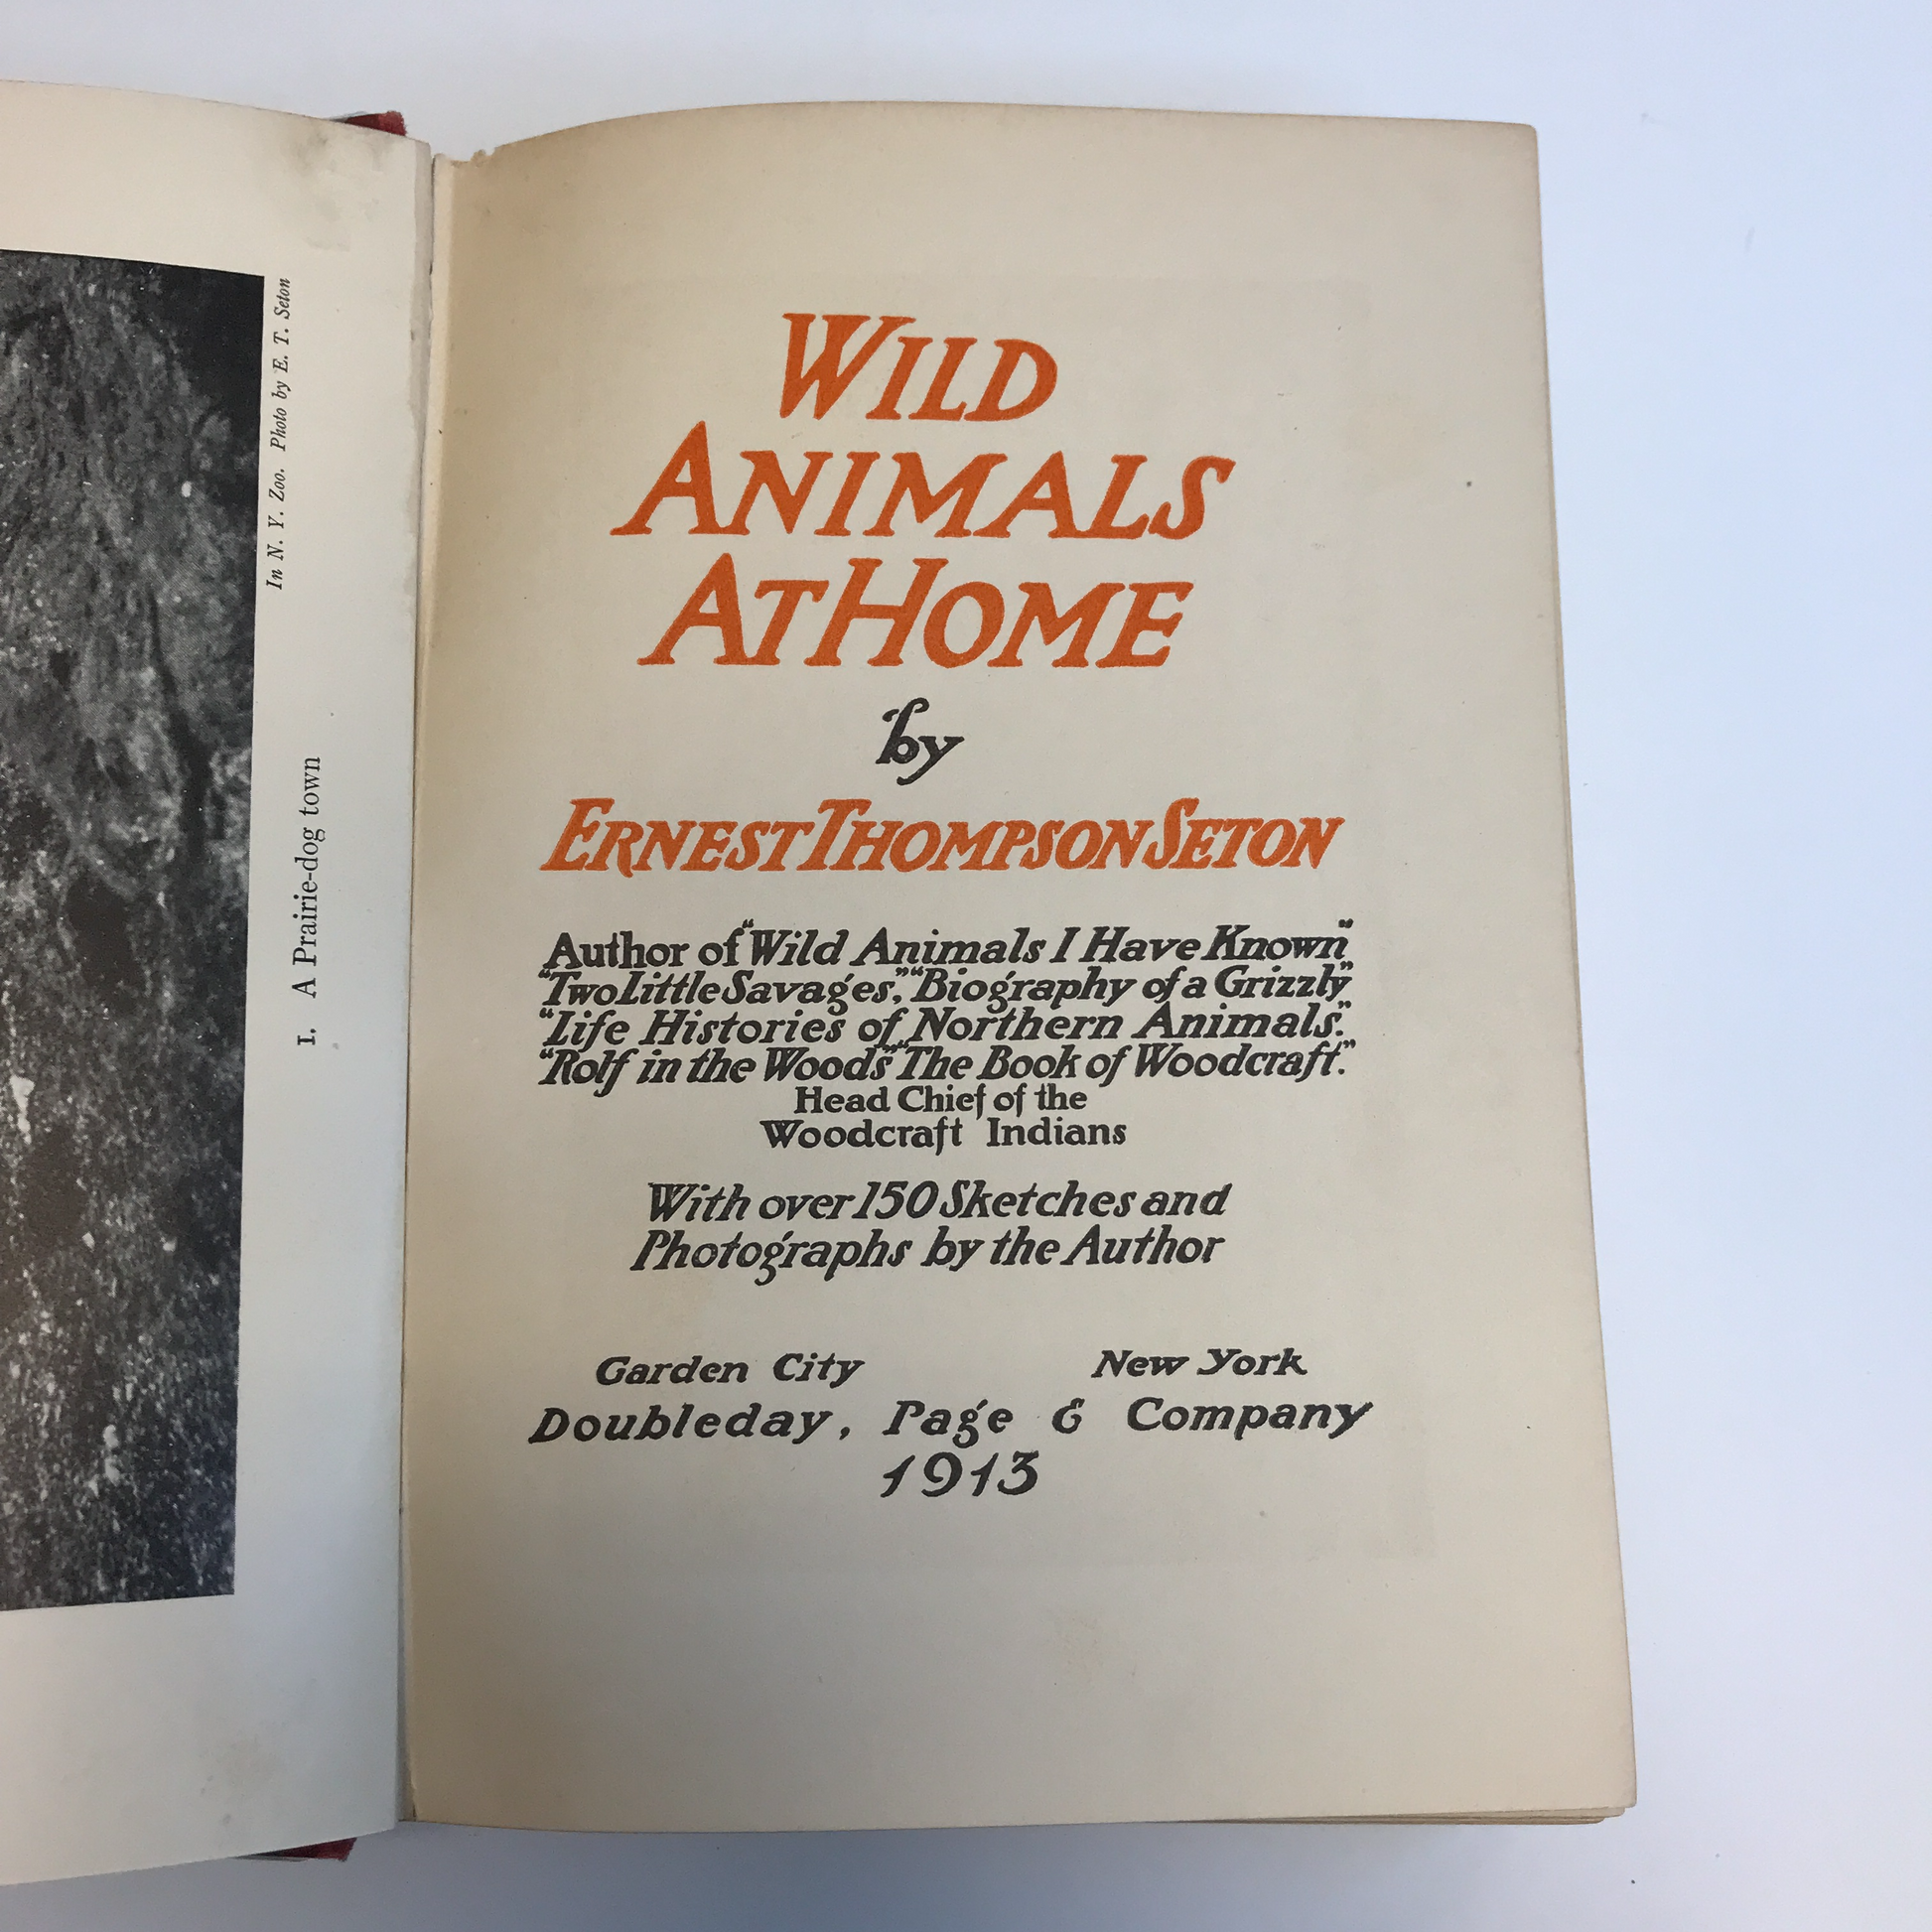 In N. Y. Zoo. Photo by E. T. Seton
1. A Prairie-dog town
WILD
ANIMALS
AT HOME
by
ERNEST THOMPSON SETON
Author of "Wild Animals I Have Known"
"Two Little Savages," "Biography of a Grizzly"
"Life Histories of Northern Animals."
"Rolf in the Woods" "The Book of Woodcraft."
Head Chief of the
Woodcraft Indians
With over 150 Sketches and
Photographs by the Author
Garden City New York
Doubleday, Page & Company
1913